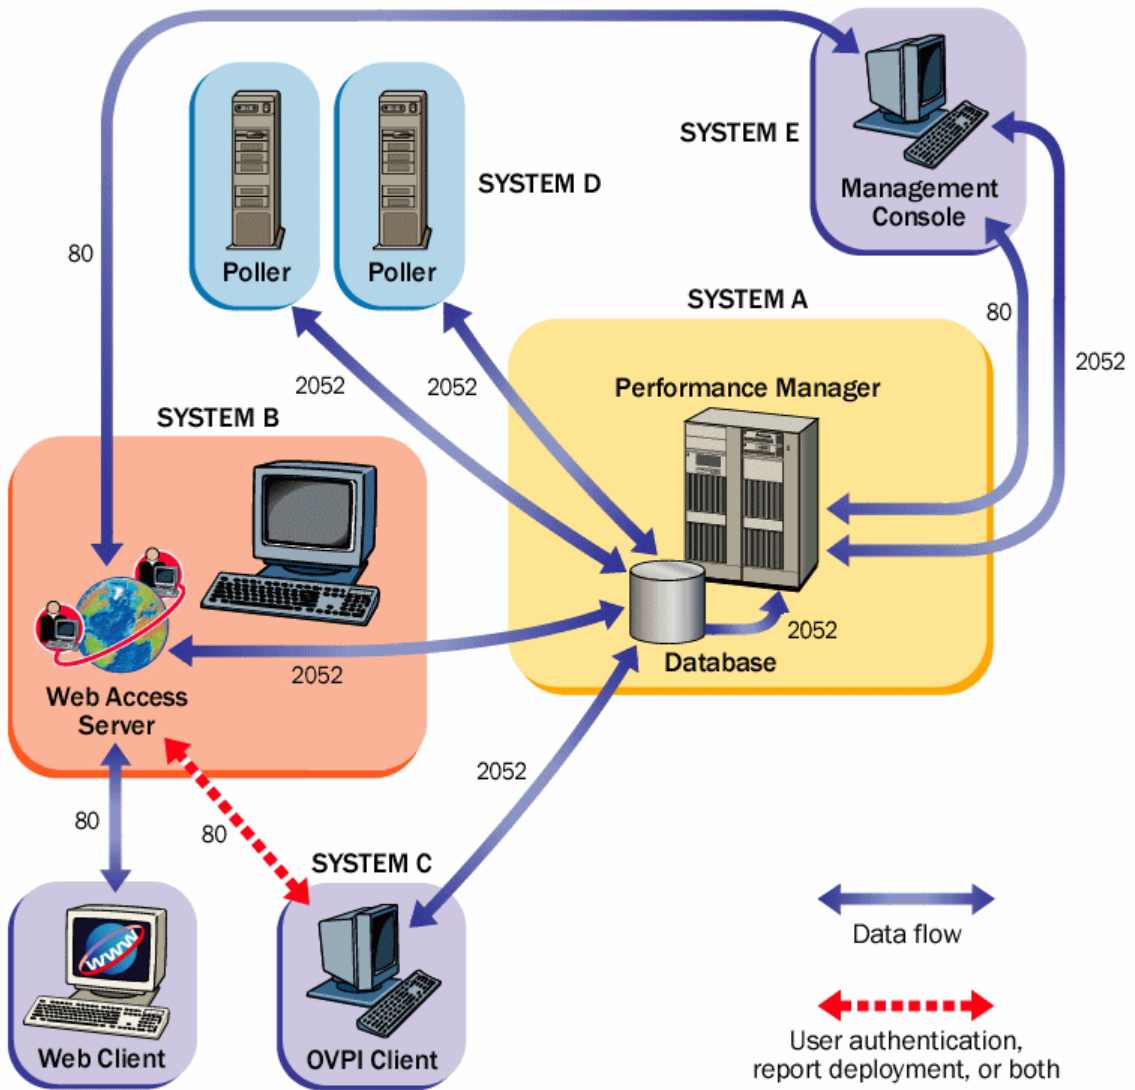 SYSTEM E
Management
Console
SYSTEM D
Poller
Poller
80
SYSTEM A
80
2052
2052
2052
Performance Manager
SYSTEM B
2052
Database
2052
Web Access
Server
2052
80
80
SYSTEM C
WWW
Web Client
OVPI Client
Data flow
User authentication,
report deployment, or both